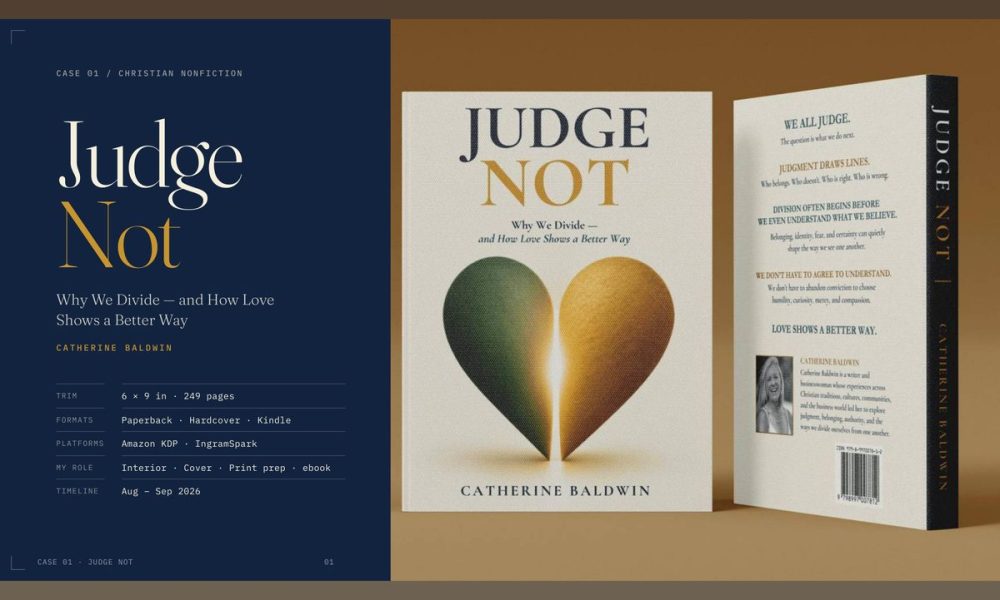 CASE 01 / CHRISTIAN NONFICTION
Judge
Not
Why We Divide — and How Love
Shows a Better Way
CATHERINE BALDWIN
TRIM 6 × 9 in · 249 pages
FORMATS Paperback · Hardcover · Kindle
PLATFORMS Amazon KDP · IngramSpark
MY ROLE Interior · Cover · Print prep · ebook
TIMELINE Aug – Sep 2026
CASE 01 · JUDGE NOT 01
JUDGE
NOT
Why We Divide —
and How Love Shows a Better Way
CATHERINE BALDWIN
WE ALL JUDGE.
The question is what we do next.
JUDGMENT DRAWS LINES.
Who belongs. Who doesn't. Who is right. Who is wrong.
DIVISION OFTEN BEGINS BEFORE
WE EVEN UNDERSTAND WHAT WE BELIEVE.
Belonging, identity, fear, and certainty can quietly
shape the way we see one another.
WE DON'T HAVE TO AGREE TO UNDERSTAND.
We don't have to abandon conviction to choose
humility, curiosity, mercy, and compassion.
LOVE SHOWS A BETTER WAY.
CATHERINE BALDWIN
Catherine Baldwin is a writer and
businesswoman whose experiences across
Christian traditions, cultures, communities,
and the business world led her to explore
judgment, belonging, authority, and the
ways we divide ourselves from one another.
JUDGE NOT | CATHERINE BALDWIN